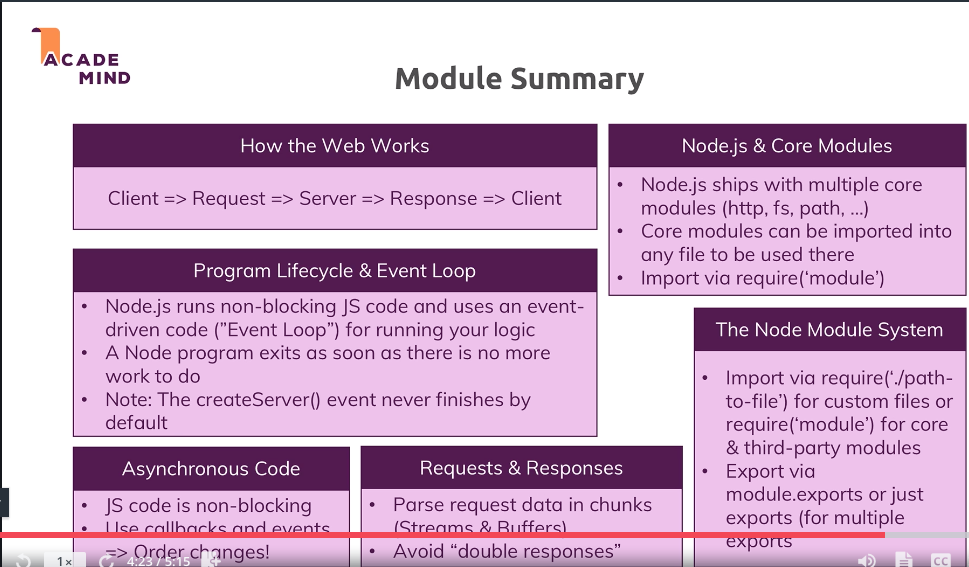 ACADE
MIND
Module Summary
How the Web Works
Client => Request => Server => Response => Client
Node.js & Core Modules
• Node.js ships with multiple core
modules (http, fs, path, …)
• Core modules can be imported into
any file to be used there
• Import via require(‘module’)
Program Lifecycle & Event Loop
• Node.js runs non-blocking JS code and uses an event-
driven code (”Event Loop”) for running your logic
• A Node program exits as soon as there is no more
work to do
• Note: The createServer() event never finishes by
default
The Node Module System
• Import via require(‘./path-
to-file’) for custom files or
require(‘module’) for core
& third-party modules
• Export via
module.exports or just
exports (for multiple
exports
Asynchronous Code
• JS code is non-blocking
• Use callbacks and events
=> Order changes!
Requests & Responses
• Parse request data in chunks
(Streams & Buffers)
• Avoid “double responses”
1×
4:23 / 5:15
CC